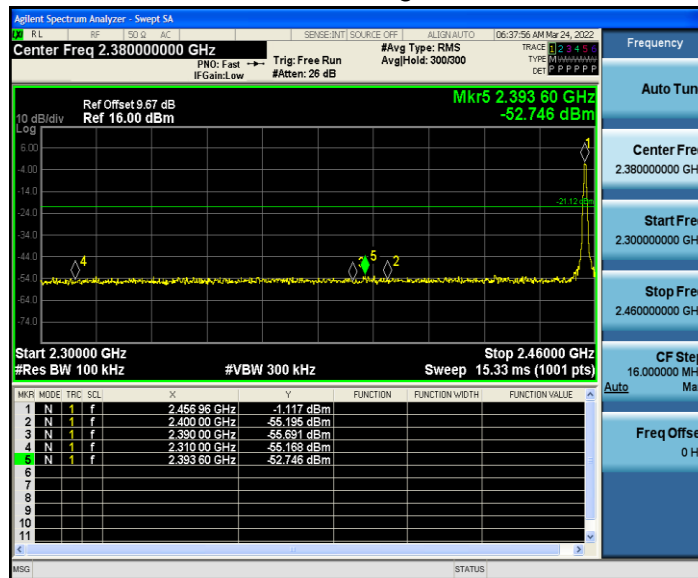 Agilent Spectrum Analyzer - Swept SA
RL RF 50 Ω AC SENSE:INT SOURCE OFF ALIGN AUTO 06:37:56 AM Mar 24, 2022
Center Freq 2.380000000 GHz #Avg Type: RMS TRACE 1 2 3 4 5 6
PNO: Fast Trig: Free Run Avg|Hold: 300/300 TYPE M
IFGain:Low #Atten: 26 dB DET P P P P P P
Frequency
Auto Tun
Center Fre
2.380000000 GH
Start Fre
2.300000000 GH
Stop Fre
2.460000000 GH
CF Ste
16.000000 MH
Auto Ma
Freq Offse
0 H
Mkr5 2.393 60 GHz
Ref Offset 9.67 dB
10 dB/div Ref 16.00 dBm -52.746 dBm
Log
6.00
-4.00
-14.0
-21.12 dBm
-24.0
-34.0
-44.0
-54.0
-64.0
-74.0
1
4 3 5 2
Start 2.30000 GHz Stop 2.46000 GHz
#Res BW 100 kHz #VBW 300 kHz Sweep 15.33 ms (1001 pts)
MKR MODE TRC SCL X Y FUNCTION FUNCTION WIDTH FUNCTION VALUE
1 N 1 f 2.456 96 GHz -1.117 dBm
2 N 1 f 2.400 00 GHz -55.195 dBm
3 N 1 f 2.390 00 GHz -55.691 dBm
4 N 1 f 2.310 00 GHz -55.168 dBm
5 N 1 f 2.393 60 GHz -52.746 dBm
6
7
8
9
10
11
MSG STATUS